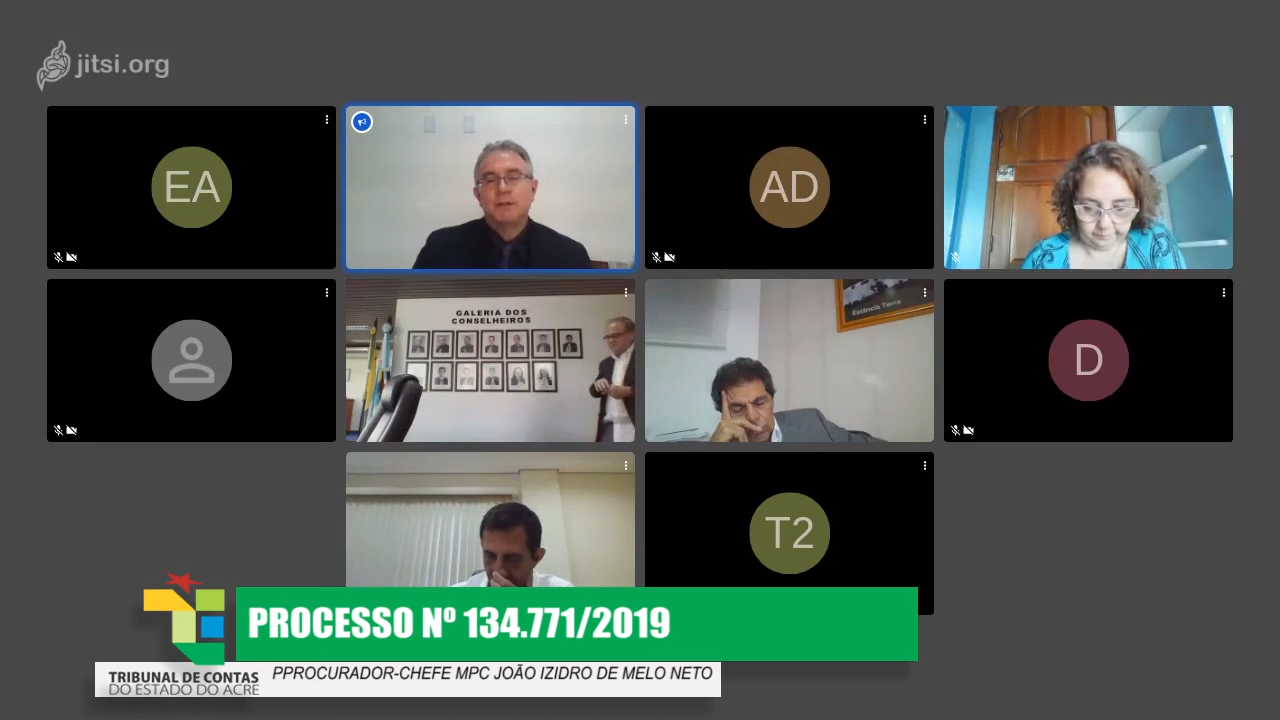 jitsi.org
EA
AD
GALERIA DOS
CONSELHEIROS
Estância Terra
D
T2
PROCESSO Nº 134.771/2019
TRIBUNAL DE CONTAS
DO ESTADO DO ACRE
PPROCURADOR-CHEFE MPC JOÃO IZIDRO DE MELO NETO